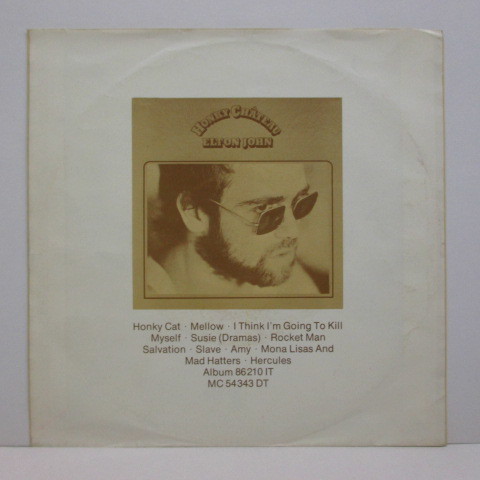 Honky Château
Elton John
Honky Cat · Mellow · I Think I'm Going To Kill
Myself · Susie (Dramas) · Rocket Man
Salvation · Slave · Amy · Mona Lisas And
Mad Hatters · Hercules
Album 86210 IT
MC 54343 DT